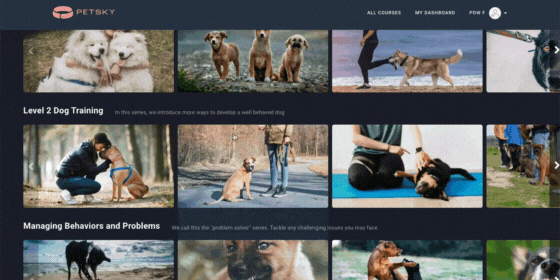 PETSKY
ALL COURSES
MY DASHBOARD
POW F
Level 2 Dog Training
In this series, we introduce more ways to develop a well behaved dog
Managing Behaviors and Problems
We call this the "problem solver" series. Tackle any challenging issues you may face.